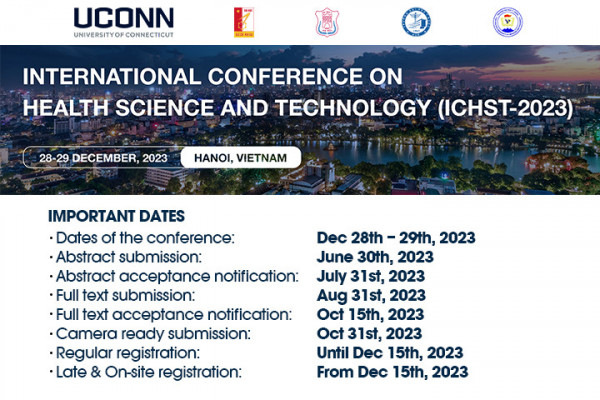 UCONN
UNIVERSITY OF CONNECTICUT
INTERNATIONAL CONFERENCE ON
HEALTH SCIENCE AND TECHNOLOGY (ICHST-2023)
28-29 DECEMBER, 2023 HANOI, VIETNAM
IMPORTANT DATES
· Dates of the conference: Dec 28th – 29th, 2023
· Abstract submission: June 30th, 2023
· Abstract acceptance notification: July 31st, 2023
· Full text submission: Aug 31st, 2023
· Full text acceptance notification: Oct 15th, 2023
· Camera ready submission: Oct 31st, 2023
· Regular registration: Until Dec 15th, 2023
· Late & On-site registration: From Dec 15th, 2023